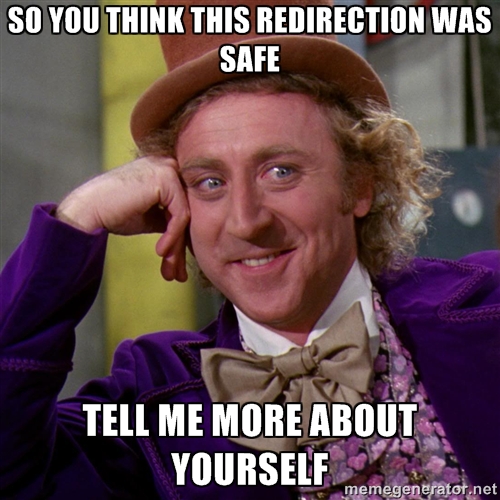 SO YOU THINK THIS REDIRECTION WAS
SAFE
TELL ME MORE ABOUT
YOURSELF
memegenerator.net